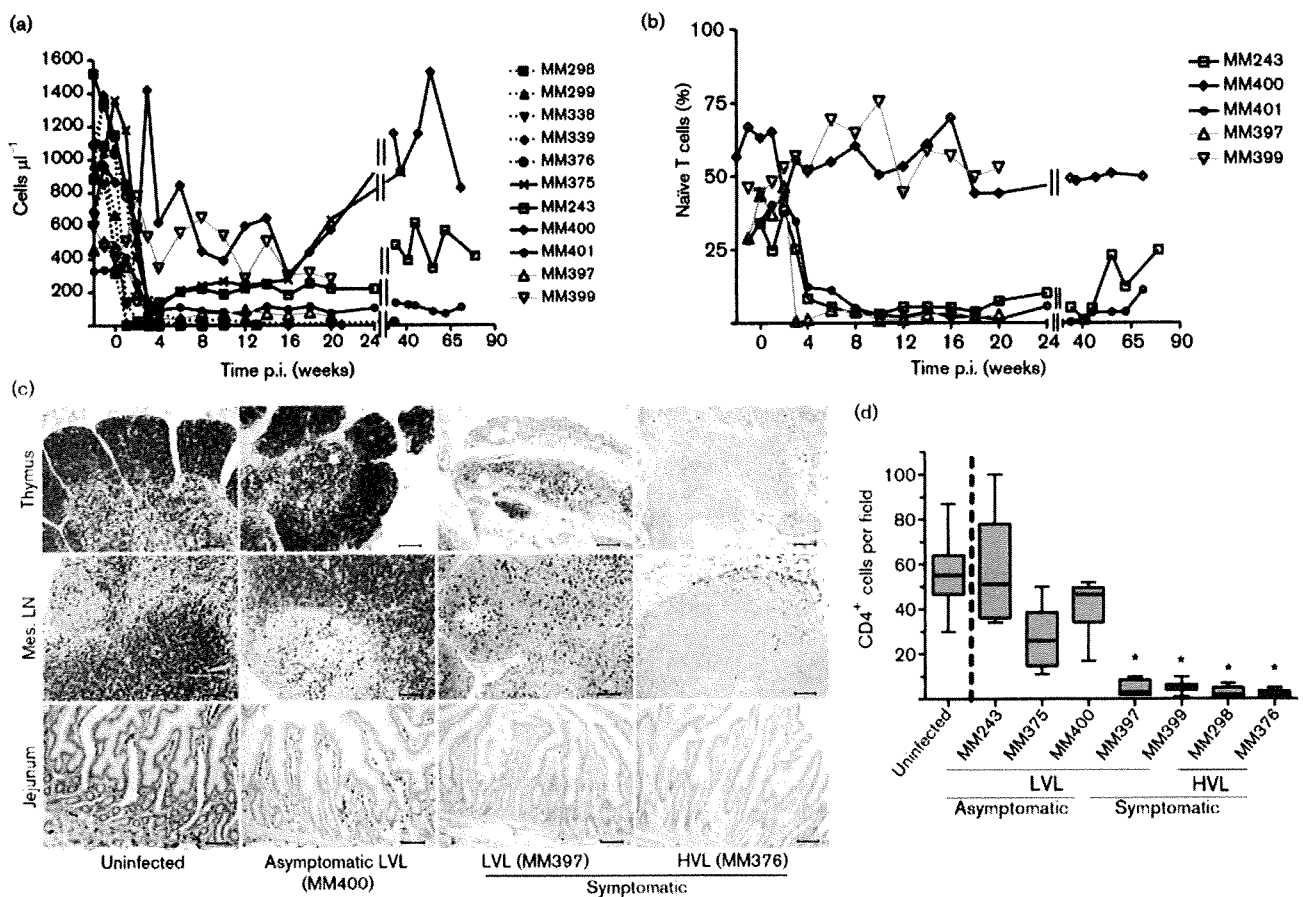 (a)
Cells µl⁻¹
1600
1400
1200
1000
800
600
400
200
0 4 8 12 16 20 24 40 65 90
Time p.i. (weeks)
MM298
MM299
MM338
MM339
MM376
MM375
MM243
MM400
MM401
MM397
MM399
(b)
Naïve T cells (%)
100
75
50
25
0 4 8 12 16 20 24 40 65 90
Time p.i. (weeks)
MM243
MM400
MM401
MM397
MM399
(c)
Thymus
Mes. LN
Jejunum
Uninfected
Asymptomatic LVL
(MM400)
LVL (MM397)
HVL (MM376)
Symptomatic
(d)
CD4⁺ cells per field
100
80
60
40
20
* * * *
Uninfected
MM243
MM375
MM400
MM397
MM399
MM298
MM376
LVL
HVL
Asymptomatic
Symptomatic